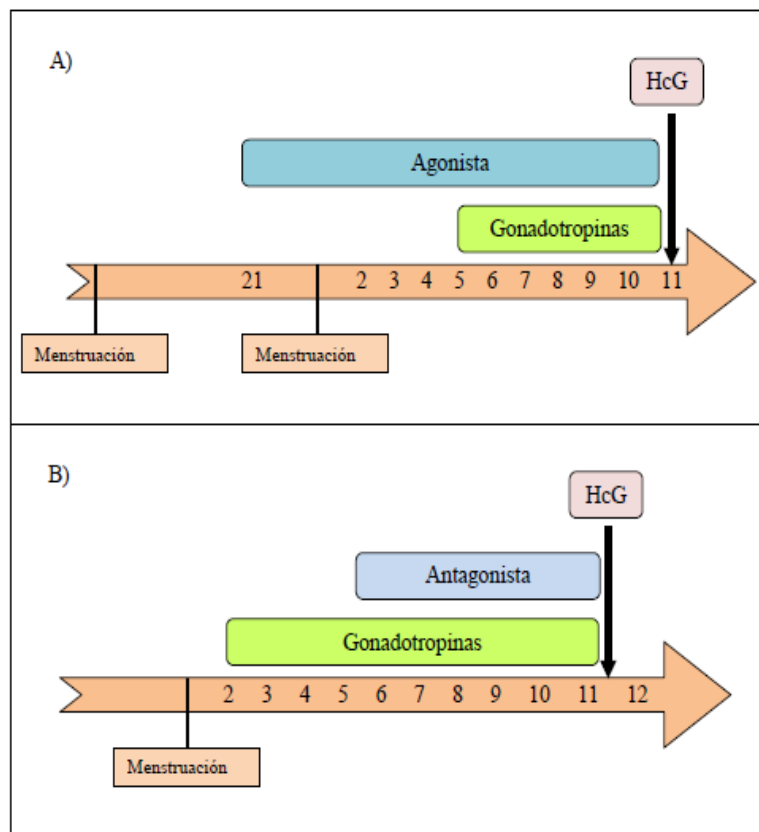 A)
HcG
Agonista
Gonadotropinas
21 2 3 4 5 6 7 8 9 10 11
Menstruación Menstruación
B)
HcG
Antagonista
Gonadotropinas
2 3 4 5 6 7 8 9 10 11 12
Menstruación